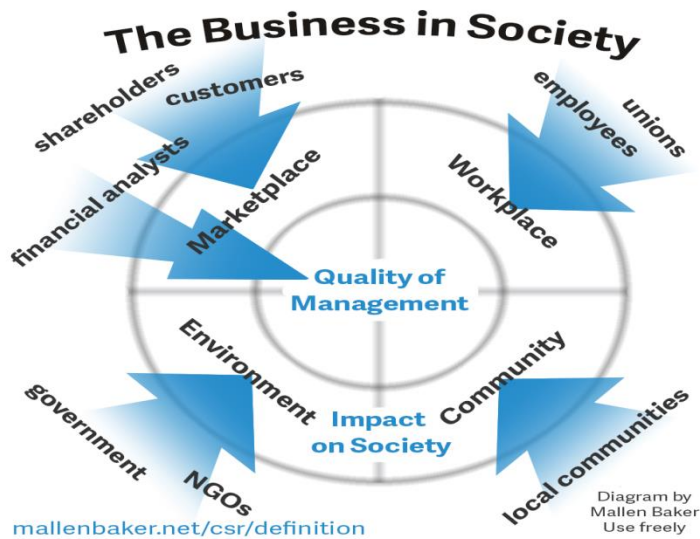 The Business in Society
shareholders
customers
financial analysts
Marketplace
employees
unions
Workplace
Quality of
Management
Environment
government
NGOs
Impact
on Society
Community
local communities
Diagram by
Mallen Baker
Use freely
mallenbaker.net/csr/definition